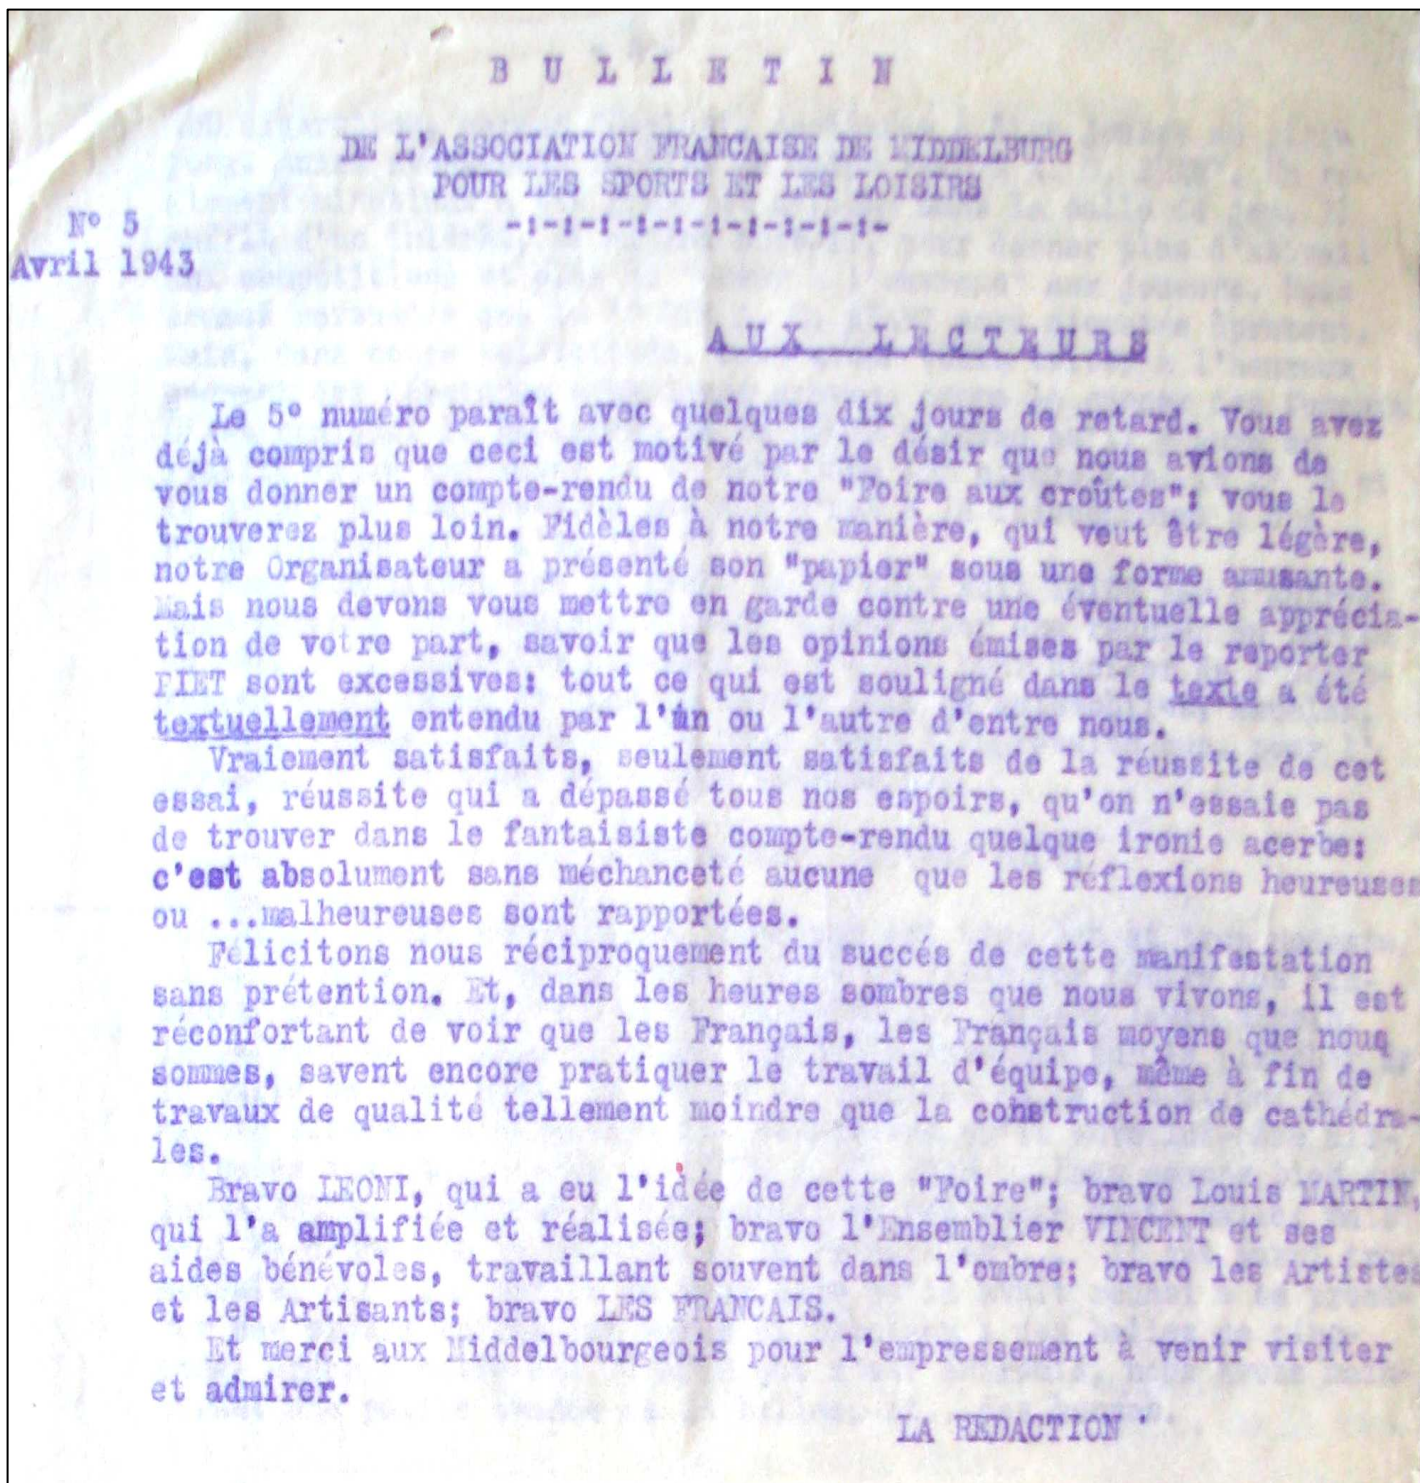 BULLETIN
DE L'ASSOCIATION FRANCAISE DE MIDDELBURG
POUR LES SPORTS ET LES LOISIRS
N° 5
-:-:-:-:-:-:-:-:-:-:-
Avril 1943
AUX LECTEURS
Le 5° numéro paraît avec quelques dix jours de retard. Vous avez
déjà compris que ceci est motivé par le désir que nous avions de
vous donner un compte-rendu de notre "Foire aux croûtes": vous le
trouverez plus loin. Fidèles à notre manière, qui veut être légère,
notre Organisateur a présenté son "papier" sous une forme amusante.
Mais nous devons vous mettre en garde contre une éventuelle apprécia-
tion de votre part, savoir que les opinions émises par le reporter
PIET sont excessives: tout ce qui est souligné dans le texte a été
textuellement entendu par l'un ou l'autre d'entre nous.
Vraiement satisfaits, seulement satisfaits de la réussite de cet
essai, réussite qui a dépassé tous nos espoirs, qu'on n'essaie pas
de trouver dans le fantaisiste compte-rendu quelque ironie acerbe:
c'est absolument sans méchanceté aucune que les réflexions heureuses
ou ...malheureuses sont rapportées.
Félicitons nous réciproquement du succés de cette manifestation
sans prétention. Et, dans les heures sombres que nous vivons, il est
réconfortant de voir que les Français, les Français moyens que nous
sommes, savent encore pratiquer le travail d'équipe, même à fin de
travaux de qualité tellement moindre que la construction de cathédra-
les.
Bravo LEONI, qui a eu l'idée de cette "Foire"; bravo Louis MARTIN,
qui l'a amplifiée et réalisée; bravo l'Ensemblier VINCENT et ses
aides bénévoles, travaillant souvent dans l'ombre; bravo les Artistes
et les Artisants; bravo LES FRANCAIS.
Et merci aux Middelbourgeois pour l'empressement à venir visiter
et admirer.
LA REDACTION